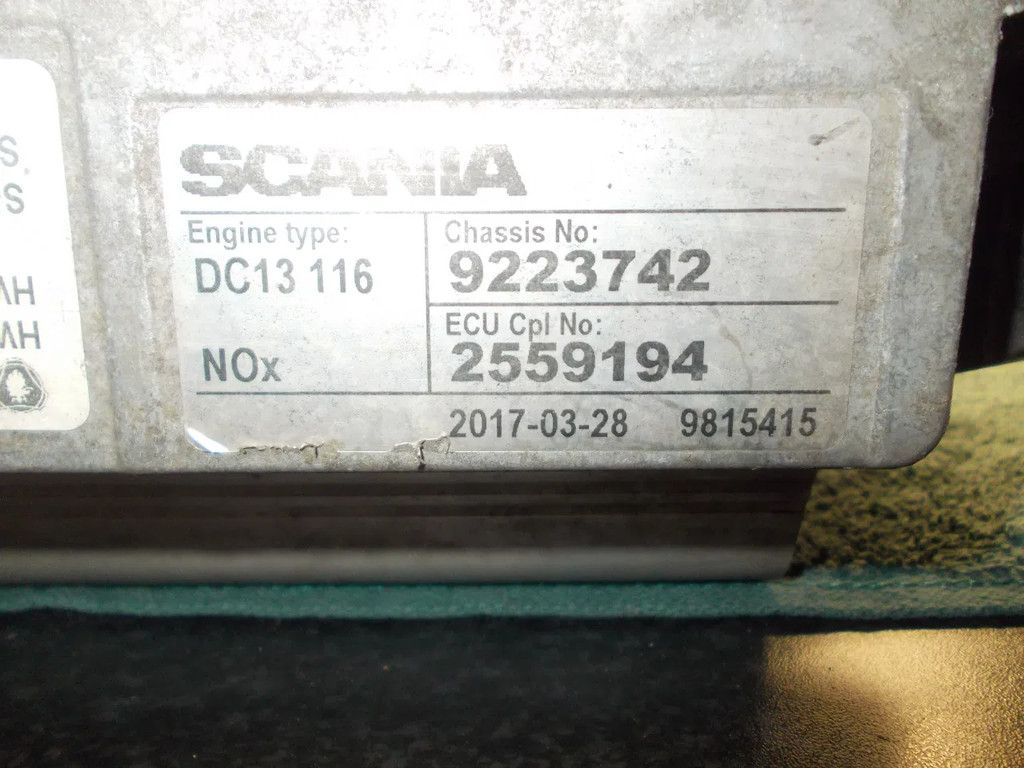 SCANIA
Engine type:
DC13 116
NOx
Chassis No:
9223742
ECU Cpl No:
2559194
2017-03-28 9815415